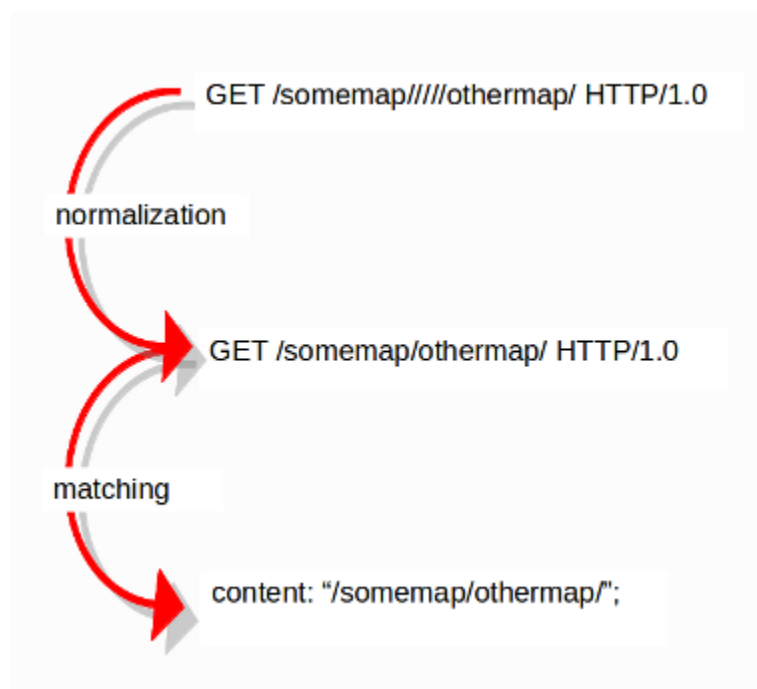 GET /somemap/////othermap/ HTTP/1.0
normalization
GET /somemap/othermap/ HTTP/1.0
matching
content: “/somemap/othermap/”;